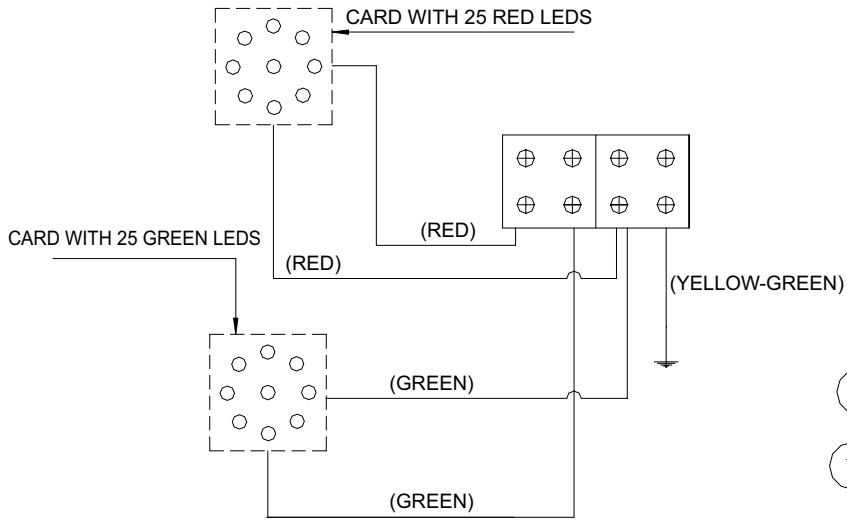 CARD WITH 25 RED LEDS
CARD WITH 25 GREEN LEDS
(RED)
(RED)
(YELLOW-GREEN)
(GREEN)
(GREEN)